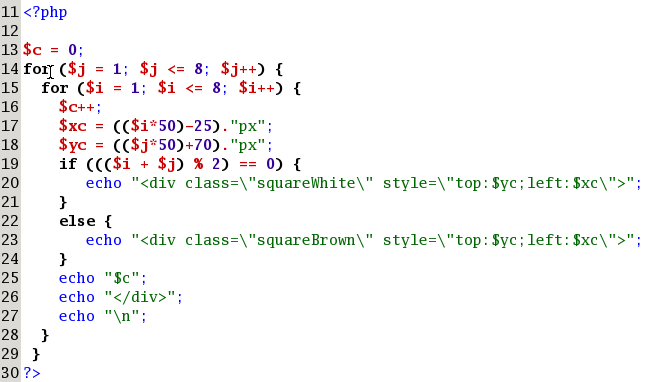 11 <?php
12
13 $c = 0;
14 for ($j = 1; $j <= 8; $j++) {
15   for ($i = 1; $i <= 8; $i++) {
16     $c++;
17     $xc = (($i*50)-25)."px";
18     $yc = (($j*50)+70)."px";
19     if ((($i + $j) % 2) == 0) {
20        echo "<div class=\"squareWhite\" style=\"top:$yc;left:$xc\">";
21     }
22     else {
23        echo "<div class=\"squareBrown\" style=\"top:$yc;left:$xc\">";
24     }
25     echo "$c";
26     echo "</div>";
27     echo "\n";
28   }
29  }
30 ?>